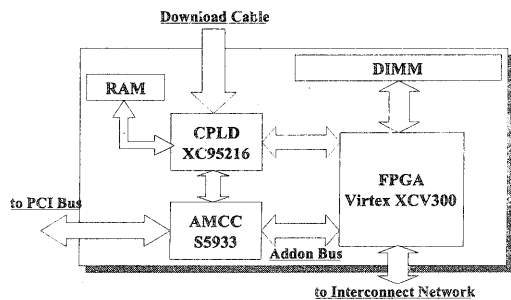 Download Cable
DIMM
RAM
CPLD
XC95216
FPGA
Virtex XCV300
to PCI Bus
AMCC
S5933
Addon Bus
to Interconnect Network